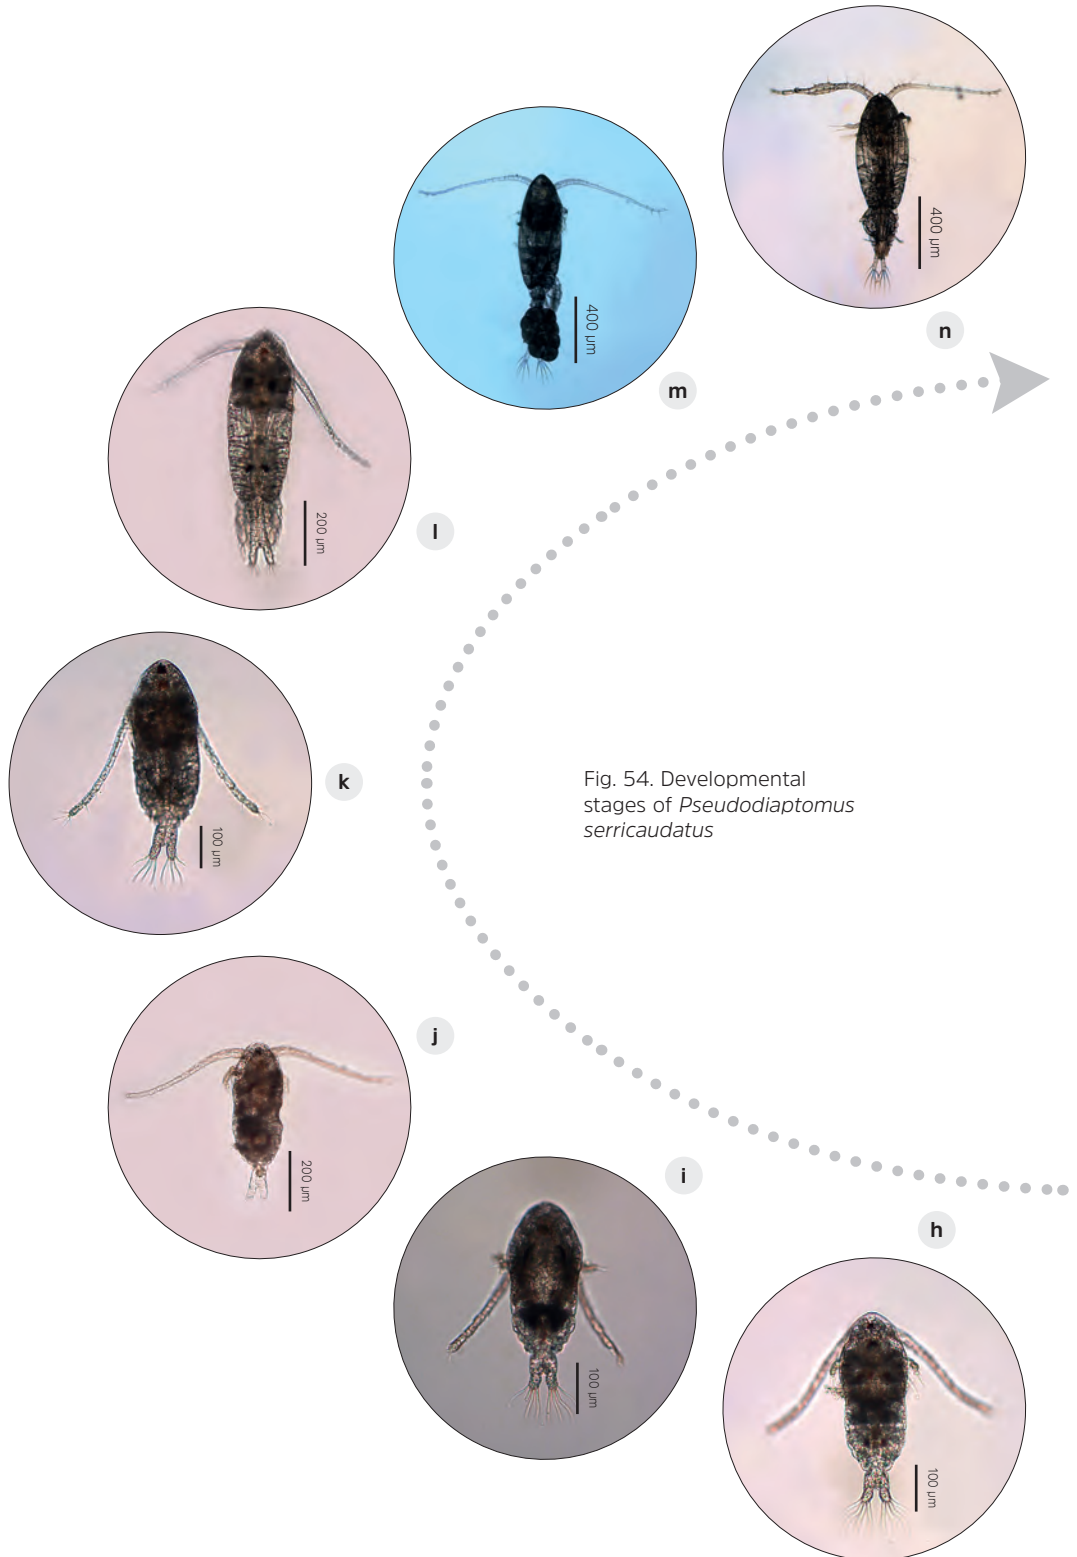 400 µm
n
400 µm
m
200 µm
l
100 µm
k
Fig. 54. Developmental
stages of Pseudodiaptomus
serricaudatus
200 µm
j
100 µm
i
h
100 µm